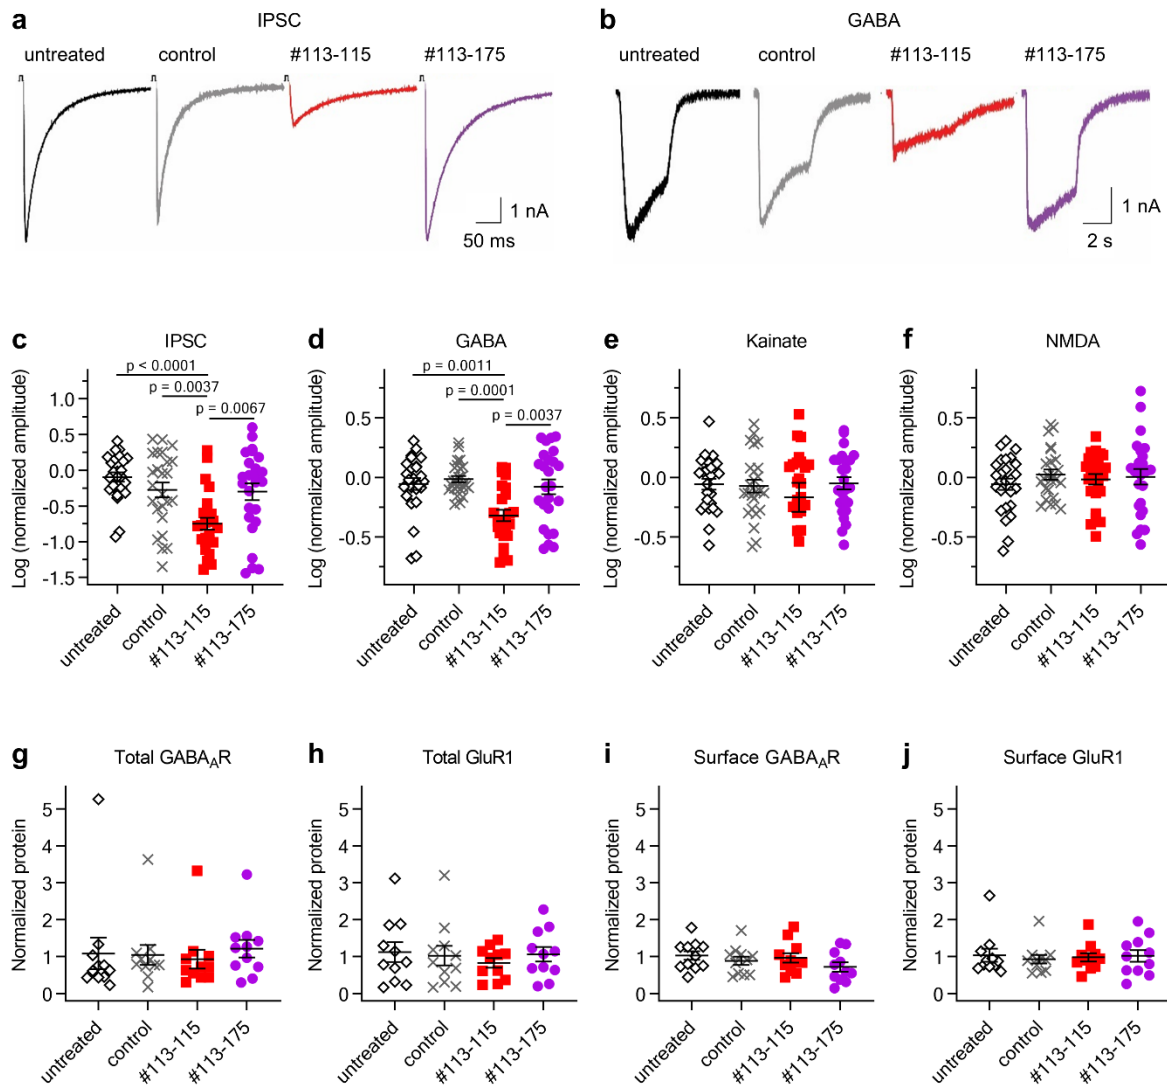 a
IPSC
untreated
control
#113-115
#113-175
1 nA
50 ms
b
GABA
untreated
control
#113-115
#113-175
1 nA
2 s
c
IPSC
p < 0.0001
p = 0.0037
p = 0.0067
Log (normalized amplitude)
1.0
0.5
0.0
-0.5
-1.0
-1.5
untreated
control
#113-115
#113-175
d
GABA
p = 0.0011
p = 0.0001
p = 0.0037
Log (normalized amplitude)
0.5
0.0
-0.5
untreated
control
#113-115
#113-175
e
Kainate
Log (normalized amplitude)
0.5
0.0
-0.5
untreated
control
#113-115
#113-175
f
NMDA
Log (normalized amplitude)
0.5
0.0
-0.5
untreated
control
#113-115
#113-175
g
Total GABA_AR
Normalized protein
5
4
3
2
1
0
untreated
control
#113-115
#113-175
h
Total GluR1
Normalized protein
5
4
3
2
1
0
untreated
control
#113-115
#113-175
i
Surface GABA_AR
Normalized protein
5
4
3
2
1
0
untreated
control
#113-115
#113-175
j
Surface GluR1
Normalized protein
5
4
3
2
1
0
untreated
control
#113-115
#113-175